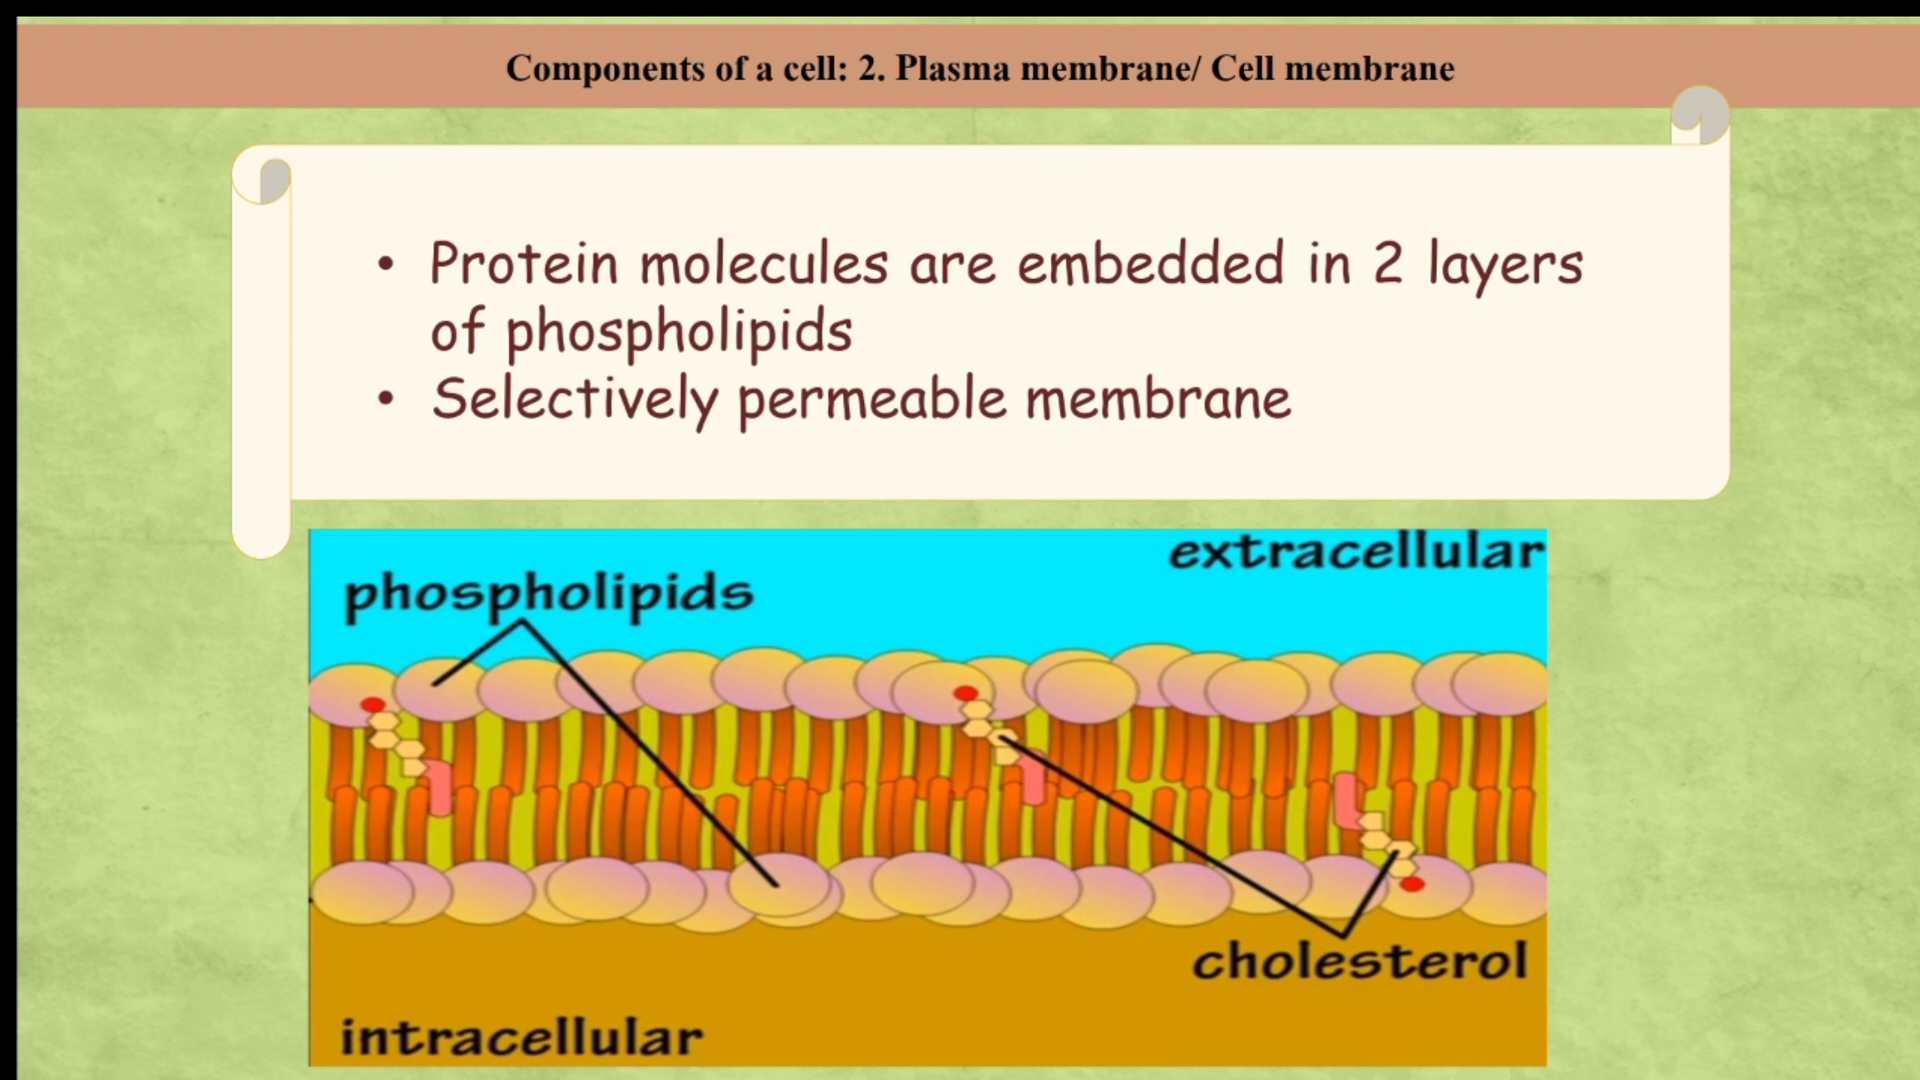 Components of a cell: 2. Plasma membrane/ Cell membrane
• Protein molecules are embedded in 2 layers
of phospholipids
• Selectively permeable membrane
extracellular
phospholipids
cholesterol
intracellular